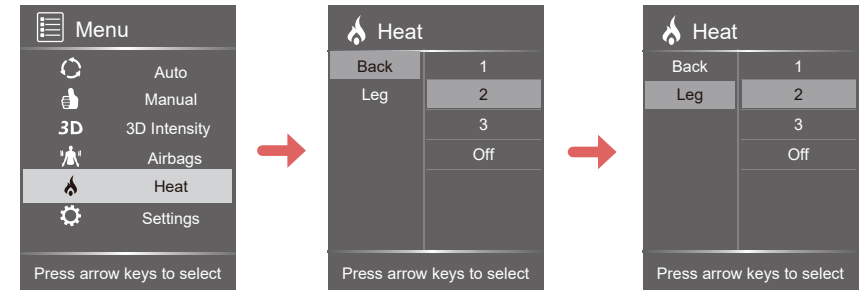 Menu
Auto
Manual
3D 3D Intensity
Airbags
Heat
Settings
Press arrow keys to select
Heat
Back 1
Leg 2
3
Off
Press arrow keys to select
Heat
Back 1
Leg 2
3
Off
Press arrow keys to select